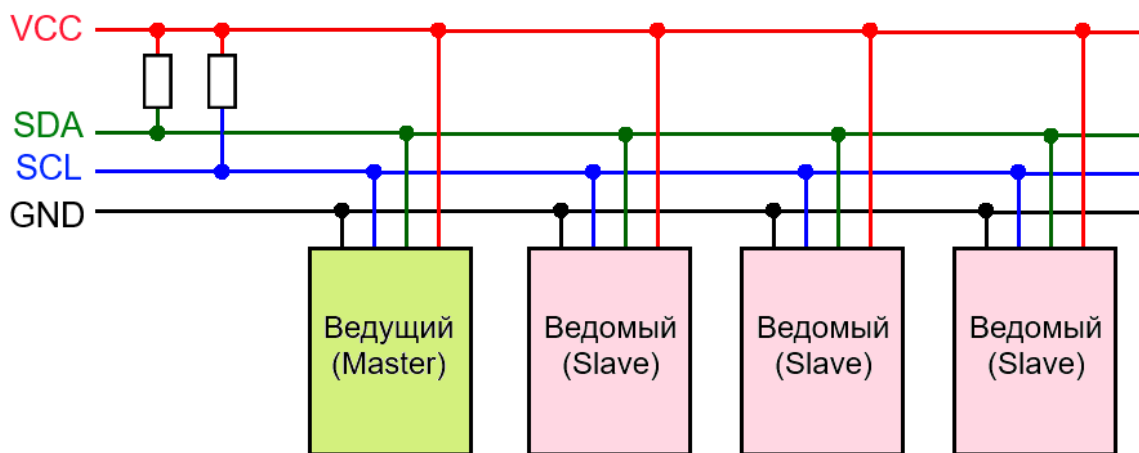 VCC
SDA
SCL
GND
Ведущий
(Master)
Ведомый
(Slave)
Ведомый
(Slave)
Ведомый
(Slave)